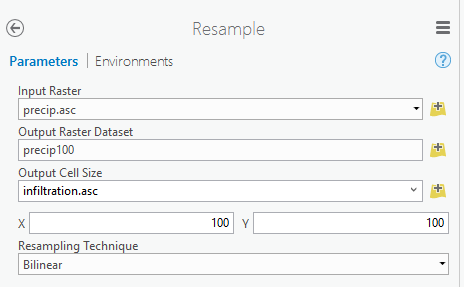 Resample
Parameters | Environments
Input Raster
precip.asc
Output Raster Dataset
precip100
Output Cell Size
infiltration.asc
X 100 Y 100
Resampling Technique
Bilinear